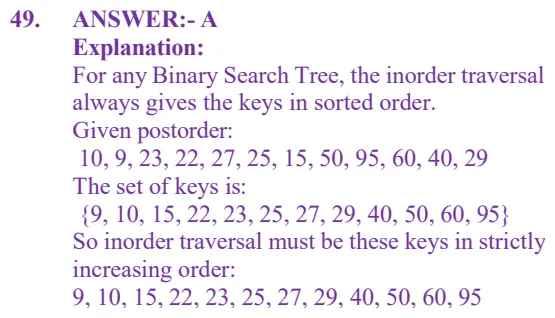 49. ANSWER:- A
Explanation:
For any Binary Search Tree, the inorder traversal
always gives the keys in sorted order.
Given postorder:
10, 9, 23, 22, 27, 25, 15, 50, 95, 60, 40, 29
The set of keys is:
{9, 10, 15, 22, 23, 25, 27, 29, 40, 50, 60, 95}
So inorder traversal must be these keys in strictly
increasing order:
9, 10, 15, 22, 23, 25, 27, 29, 40, 50, 60, 95